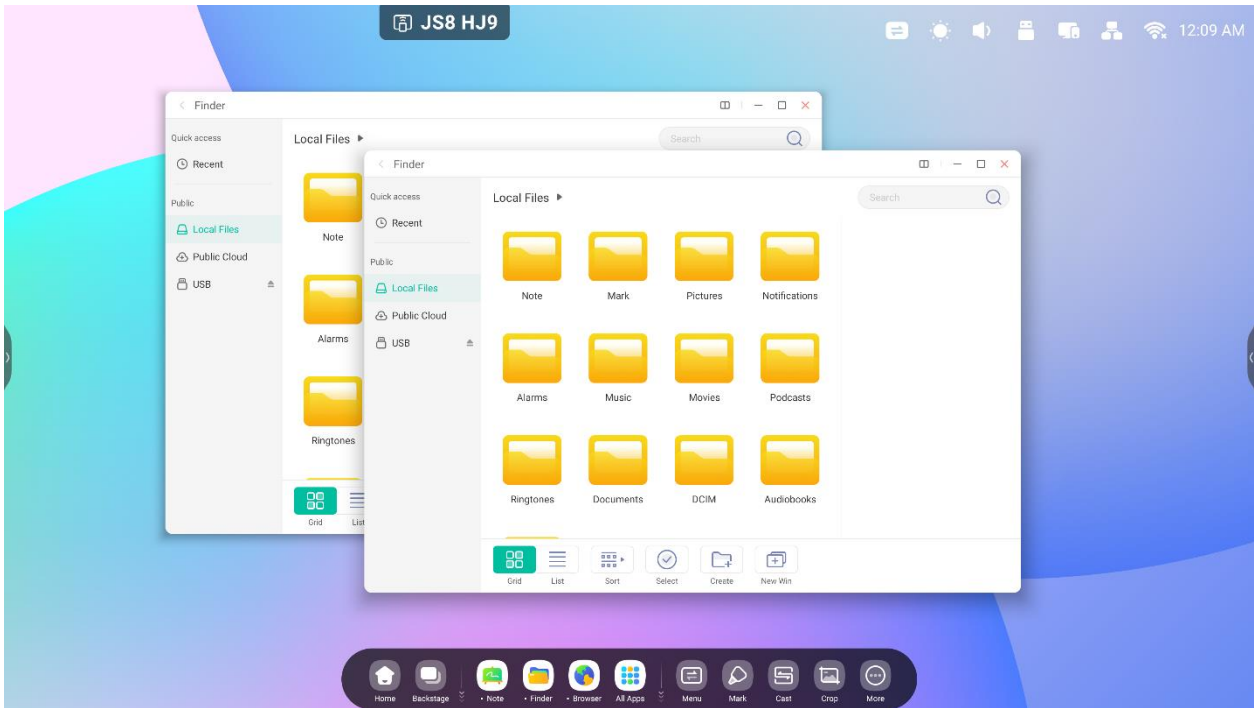 JS8 HJ9
12:09 AM
Finder
Quick access
Recent
Public
Local Files
Public Cloud
USB
Local Files
Search
Note
Alarms
Ringtones
Grid List
Finder
Quick access
Recent
Public
Local Files
Public Cloud
USB
Local Files
Search
Note Mark Pictures Notifications
Alarms Music Movies Podcasts
Ringtones Documents DCIM Audiobooks
Grid List Sort Select Create New Win
Home Backstage • Note • Finder • Browser All Apps Menu Mark Cast Crop More